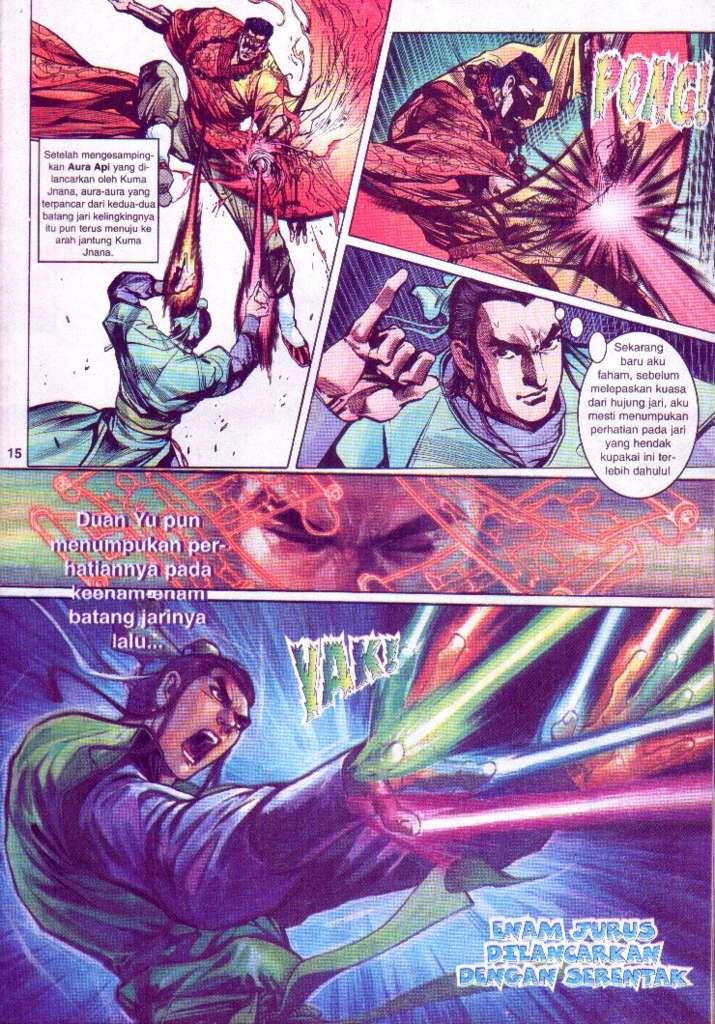 Setelah mengesamping-
kan Aura Api yang di-
lancarkan oleh Kuma
Jnana, aura-aura yang
terpancar dari kedua-dua
batang jari kelingkingnya
itu pun terus menuju ke
arah jantung Kuma
Jnana.
PONG!
Sekarang
baru aku
faham, sebelum
melepaskan kuasa
dari hujung jari, aku
mesti menumpukan
perhatian pada jari
yang hendak
kupakai ini ter-
lebih dahulu!
15
Duan Yu pun
menumpukan per-
hatiannya pada
keenam-enam
batang jarinya
lalu...
YAK!
ENAM JURUS
DILANCARKAN
DENGAN SERENTAK